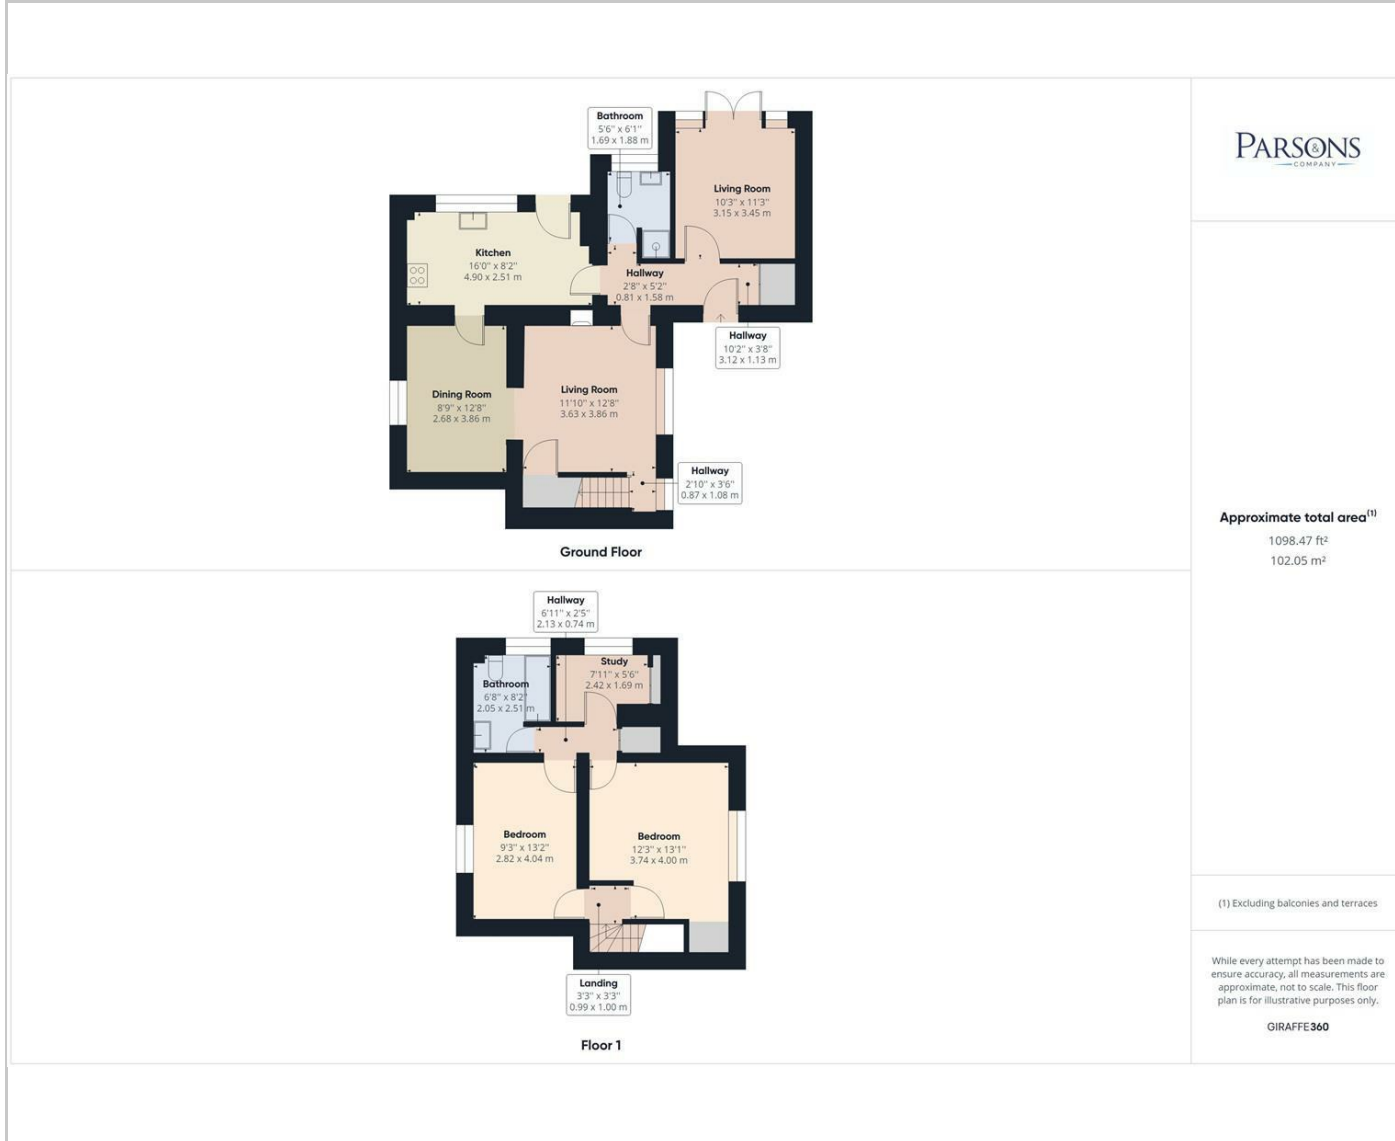 Bathroom
5'6" x 6'1"
1.69 x 1.88 m
Living Room
10'3" x 11'3"
3.15 x 3.45 m
Kitchen
16'0" x 8'2"
4.90 x 2.51 m
Hallway
2'8" x 5'2"
0.81 x 1.58 m
Hallway
10'2" x 3'8"
3.12 x 1.13 m
Dining Room
8'9" x 12'8"
2.68 x 3.86 m
Living Room
11'10" x 12'8"
3.63 x 3.86 m
Hallway
2'10" x 3'6"
0.87 x 1.08 m
Ground Floor
Hallway
6'11" x 2'5"
2.13 x 0.74 m
Study
7'11" x 5'6"
2.42 x 1.69 m
Bathroom
6'8" x 8'2"
2.05 x 2.51 m
Bedroom
9'3" x 13'2"
2.82 x 4.04 m
Bedroom
12'3" x 13'1"
3.74 x 4.00 m
Landing
3'3" x 3'3"
0.99 x 1.00 m
Floor 1
PARSONS &
COMPANY
Approximate total area(1)
1098.47 ft²
102.05 m²
(1) Excluding balconies and terraces
While every attempt has been made to
ensure accuracy, all measurements are
approximate, not to scale. This floor
plan is for illustrative purposes only.
GIRAFFE360